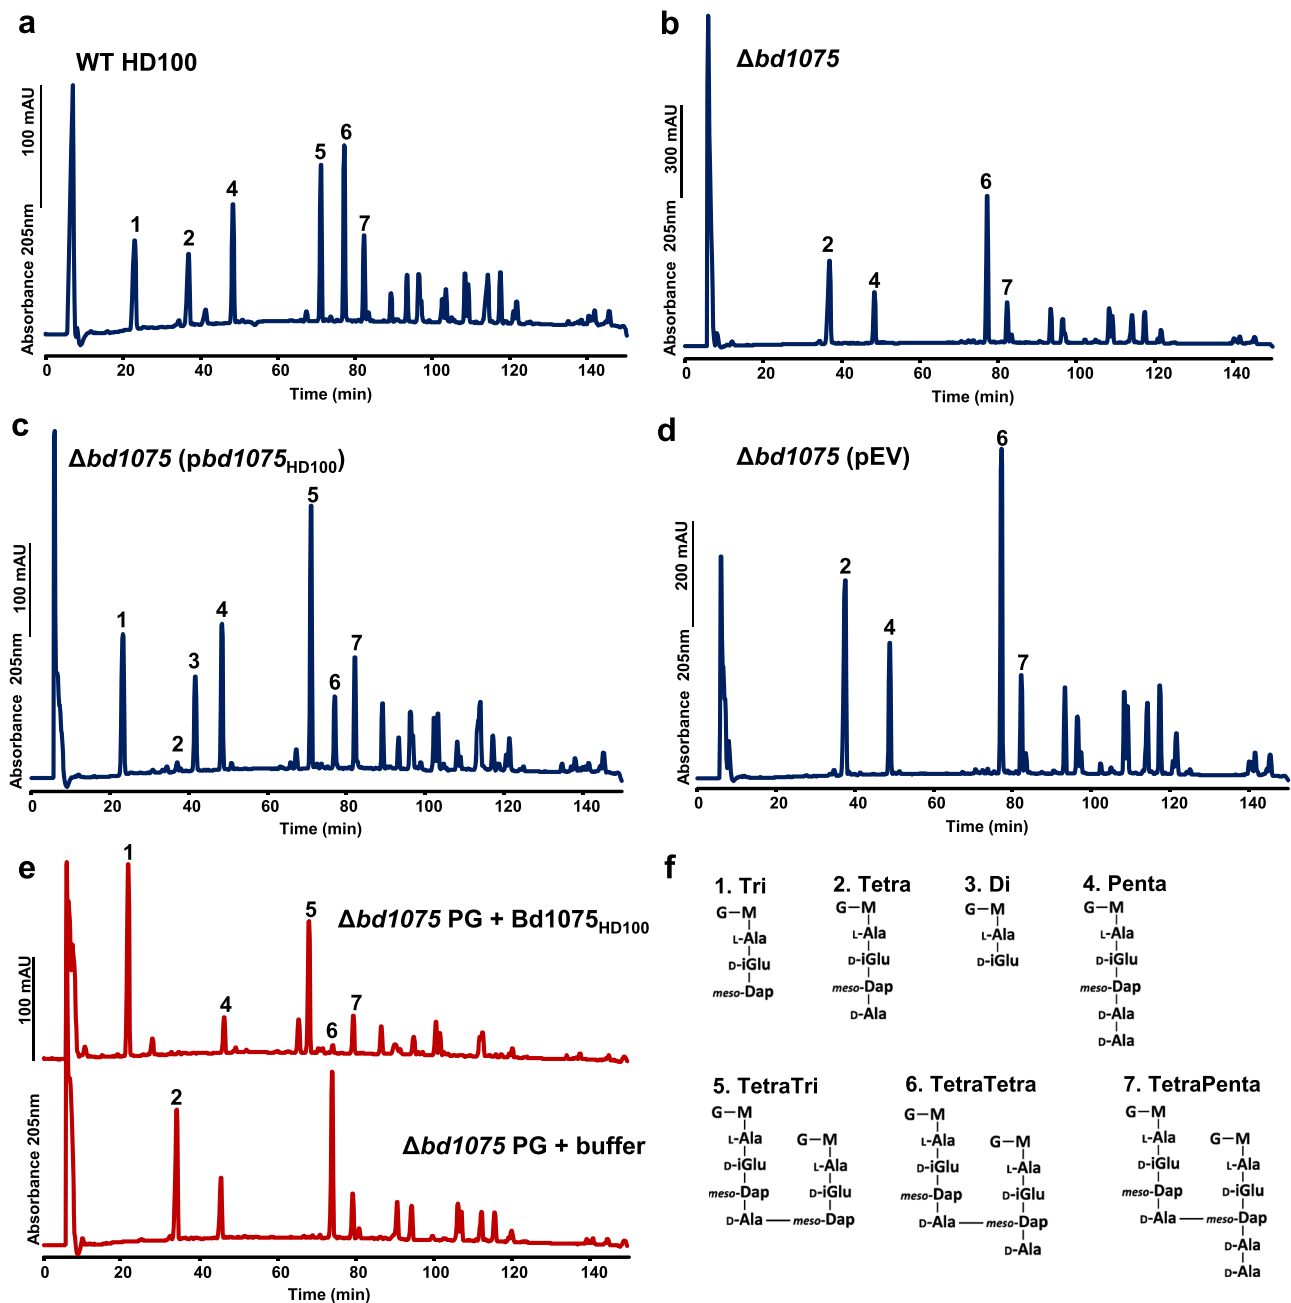 a
WT HD100
100 mAU
Absorbance 205nm
1
2
4
5
6
7
0 20 40 60 80 100 120 140
Time (min)
b
Δbd1075
300 mAU
Absorbance 205nm
2
4
6
7
0 20 40 60 80 100 120 140
Time (min)
c
Δbd1075 (pbd1075HD100)
100 mAU
Absorbance 205nm
1
2
3
4
5
6
7
0 20 40 60 80 100 120 140
Time (min)
d
Δbd1075 (pEV)
200 mAU
Absorbance 205nm
2
4
6
7
0 20 40 60 80 100 120 140
Time (min)
e
Δbd1075 PG + Bd1075HD100
100 mAU
1
4
5
6
7
Δbd1075 PG + buffer
Absorbance 205nm
2
0 20 40 60 80 100 120 140
Time (min)
f
1. Tri
G–M
L-Ala
D-iGlu
meso-Dap
2. Tetra
G–M
L-Ala
D-iGlu
meso-Dap
D-Ala
3. Di
G–M
L-Ala
D-iGlu
4. Penta
G–M
L-Ala
D-iGlu
meso-Dap
D-Ala
D-Ala
5. TetraTri
G–M
L-Ala G–M
D-iGlu L-Ala
meso-Dap D-iGlu
D-Ala — meso-Dap
6. TetraTetra
G–M
L-Ala G–M
D-iGlu L-Ala
meso-Dap D-iGlu
D-Ala — meso-Dap
D-Ala
7. TetraPenta
G–M
L-Ala G–M
D-iGlu L-Ala
meso-Dap D-iGlu
D-Ala — meso-Dap
D-Ala
D-Ala